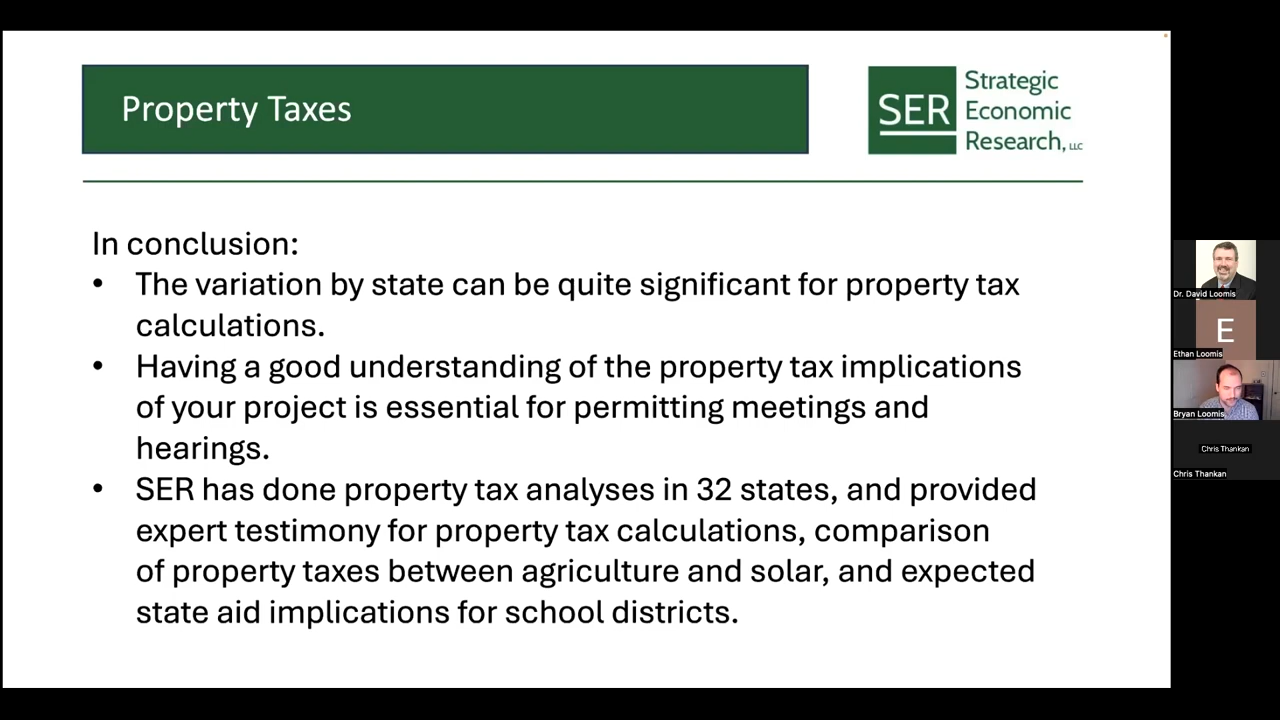 Property Taxes
SER
Strategic
Economic
Research, LLC
In conclusion:
• The variation by state can be quite significant for property tax
calculations.
• Having a good understanding of the property tax implications
of your project is essential for permitting meetings and
hearings.
• SER has done property tax analyses in 32 states, and provided
expert testimony for property tax calculations, comparison
of property taxes between agriculture and solar, and expected
state aid implications for school districts.
Dr. David Loomis
E
Ethan Loomis
Bryan Loomis
Chris Thankan
Chris Thankan